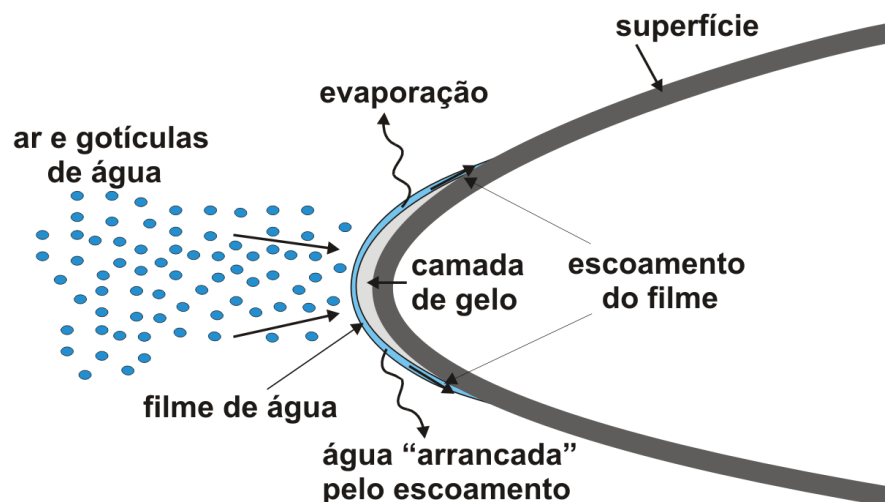 superfície
evaporação
ar e gotículas
de água
camada
de gelo
escoamento
do filme
filme de água
água “arrancada”
pelo escoamento